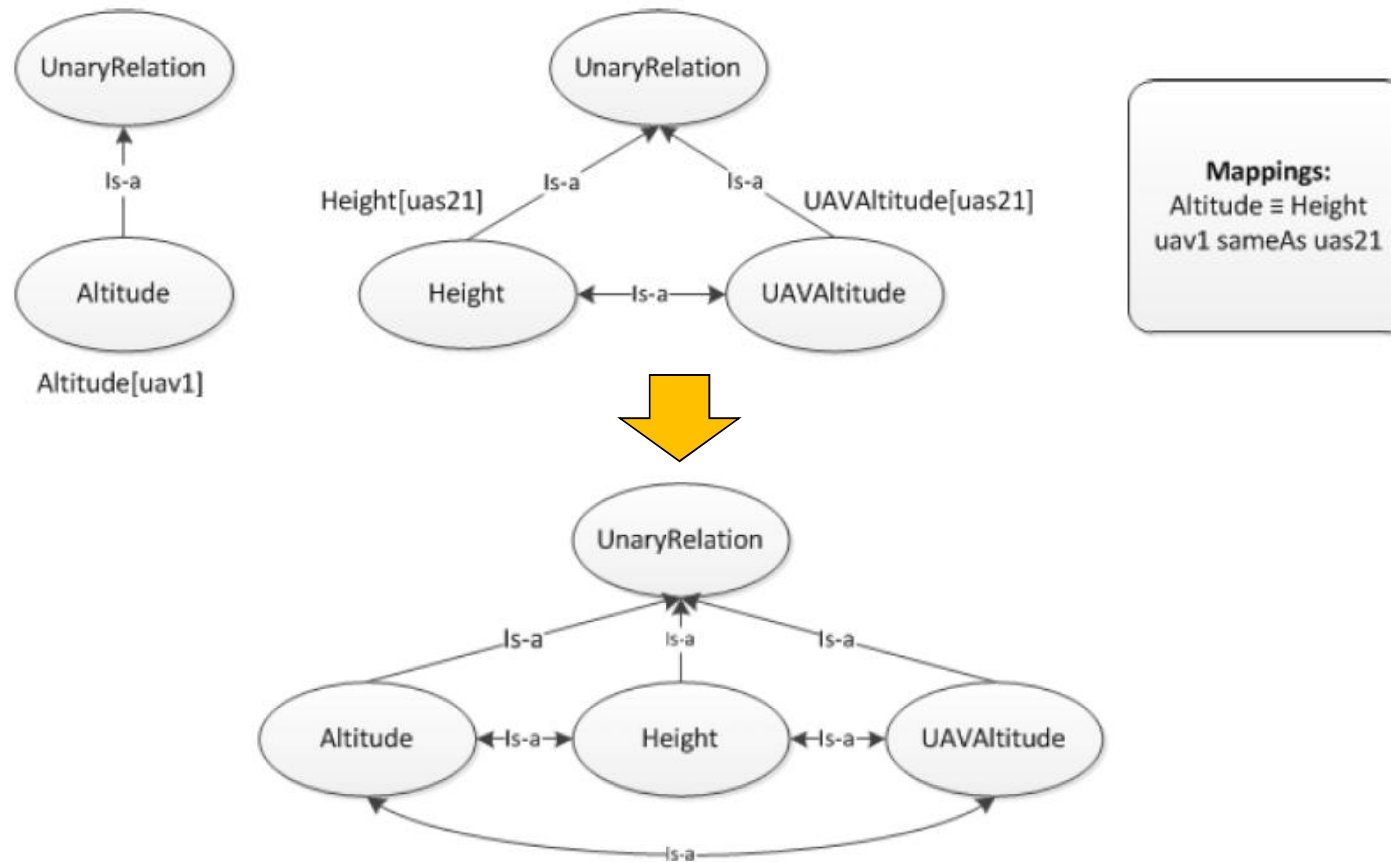 UnaryRelation
Is-a
Altitude
Altitude[uav1]
UnaryRelation
Is-a
Is-a
Height[uas21]
UAVAltitude[uas21]
Height
Is-a
UAVAltitude
Mappings:
Altitude ≡ Height
uav1 sameAs uas21
UnaryRelation
Is-a
Is-a
Is-a
Altitude
Is-a
Height
Is-a
UAVAltitude
Is-a